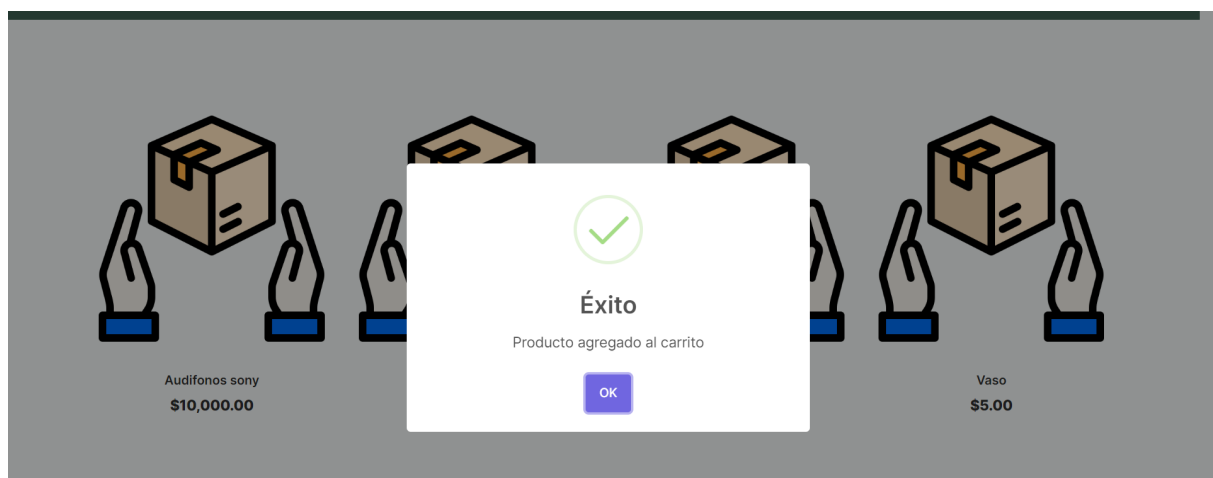 Éxito
Producto agregado al carrito
OK
Audifonos sony
$10,000.00
Vaso
$5.00